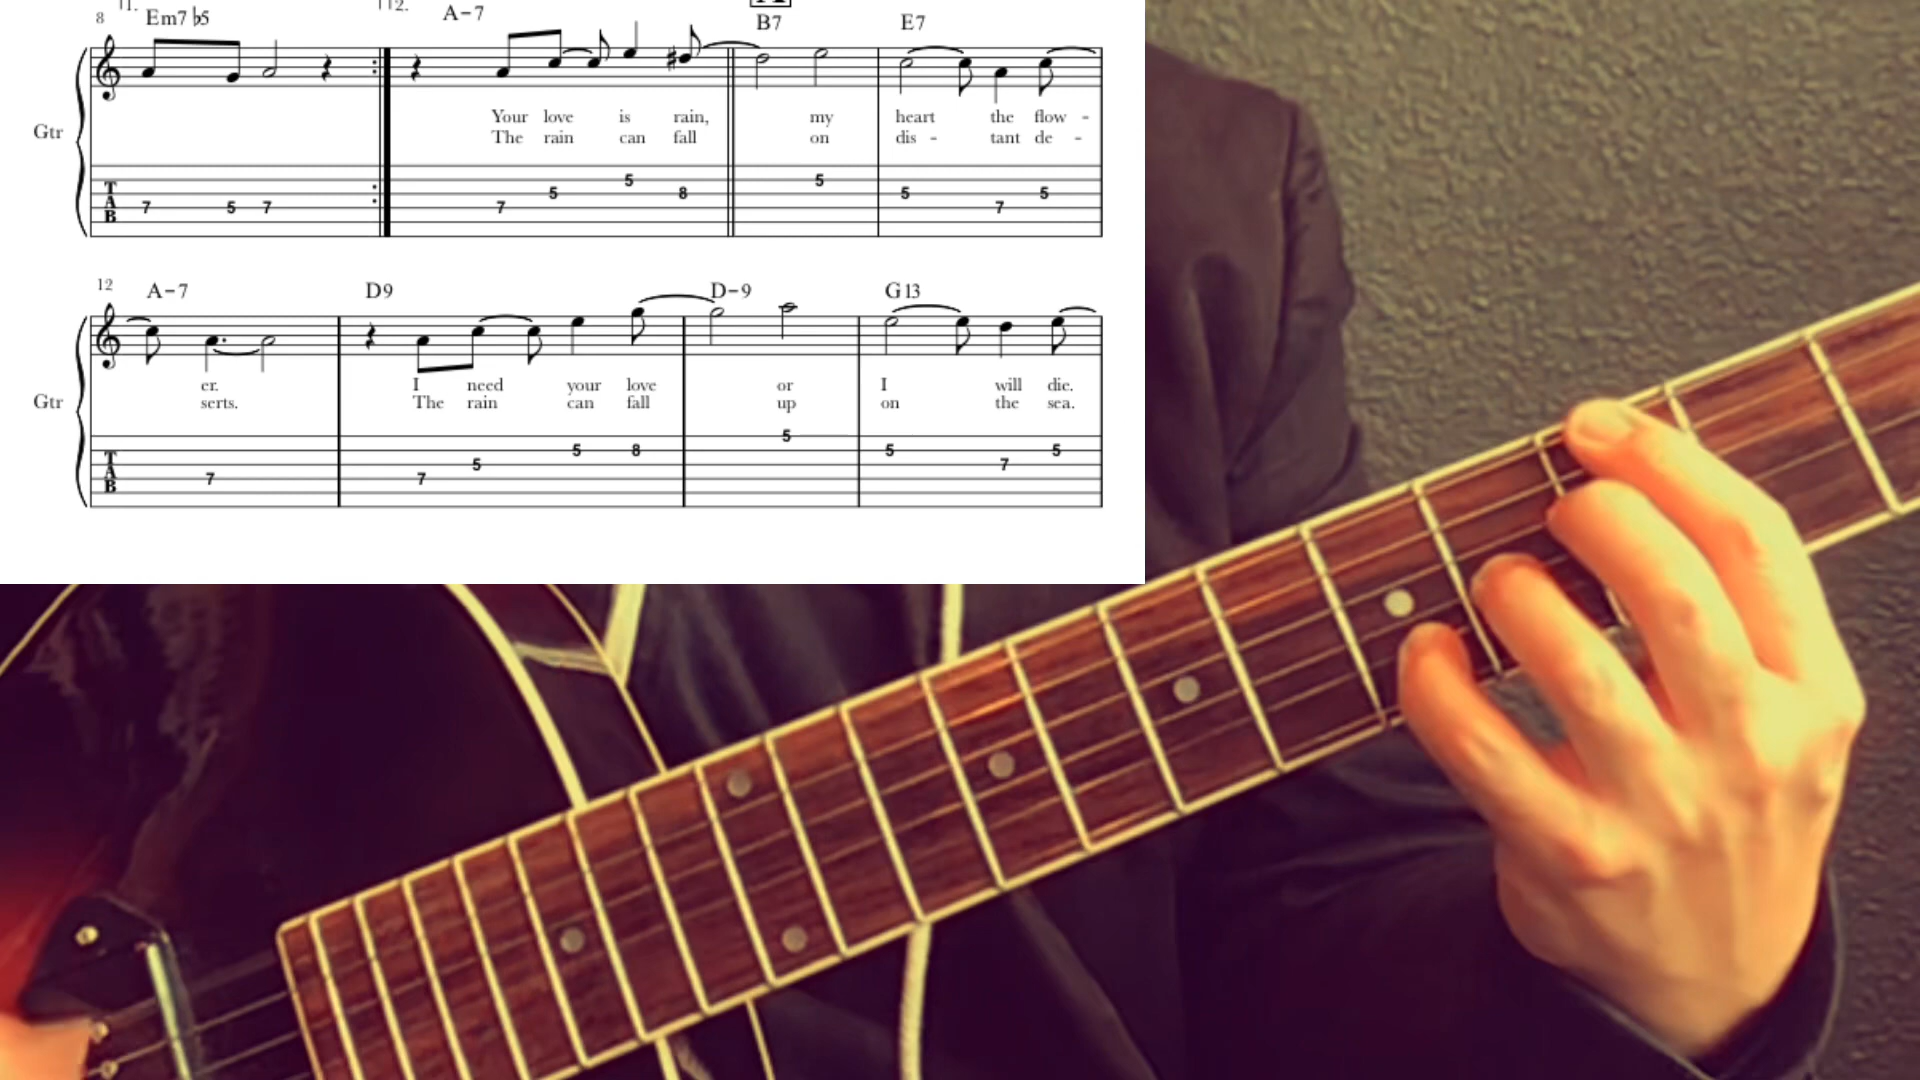 1. 2.
8 Em7♭5 A-7 B7 E7
Your love is rain, my heart the flow -
The rain can fall on dis - tant de -
Gtr
T A B
7 5 7 7 5 5 8 5 5 7 5
12 A-7 D9 D-9 G13
er. I need your love or I will die.
serts. The rain can fall up on the sea.
Gtr
T A B
7 7 5 5 8 5 5 7 5